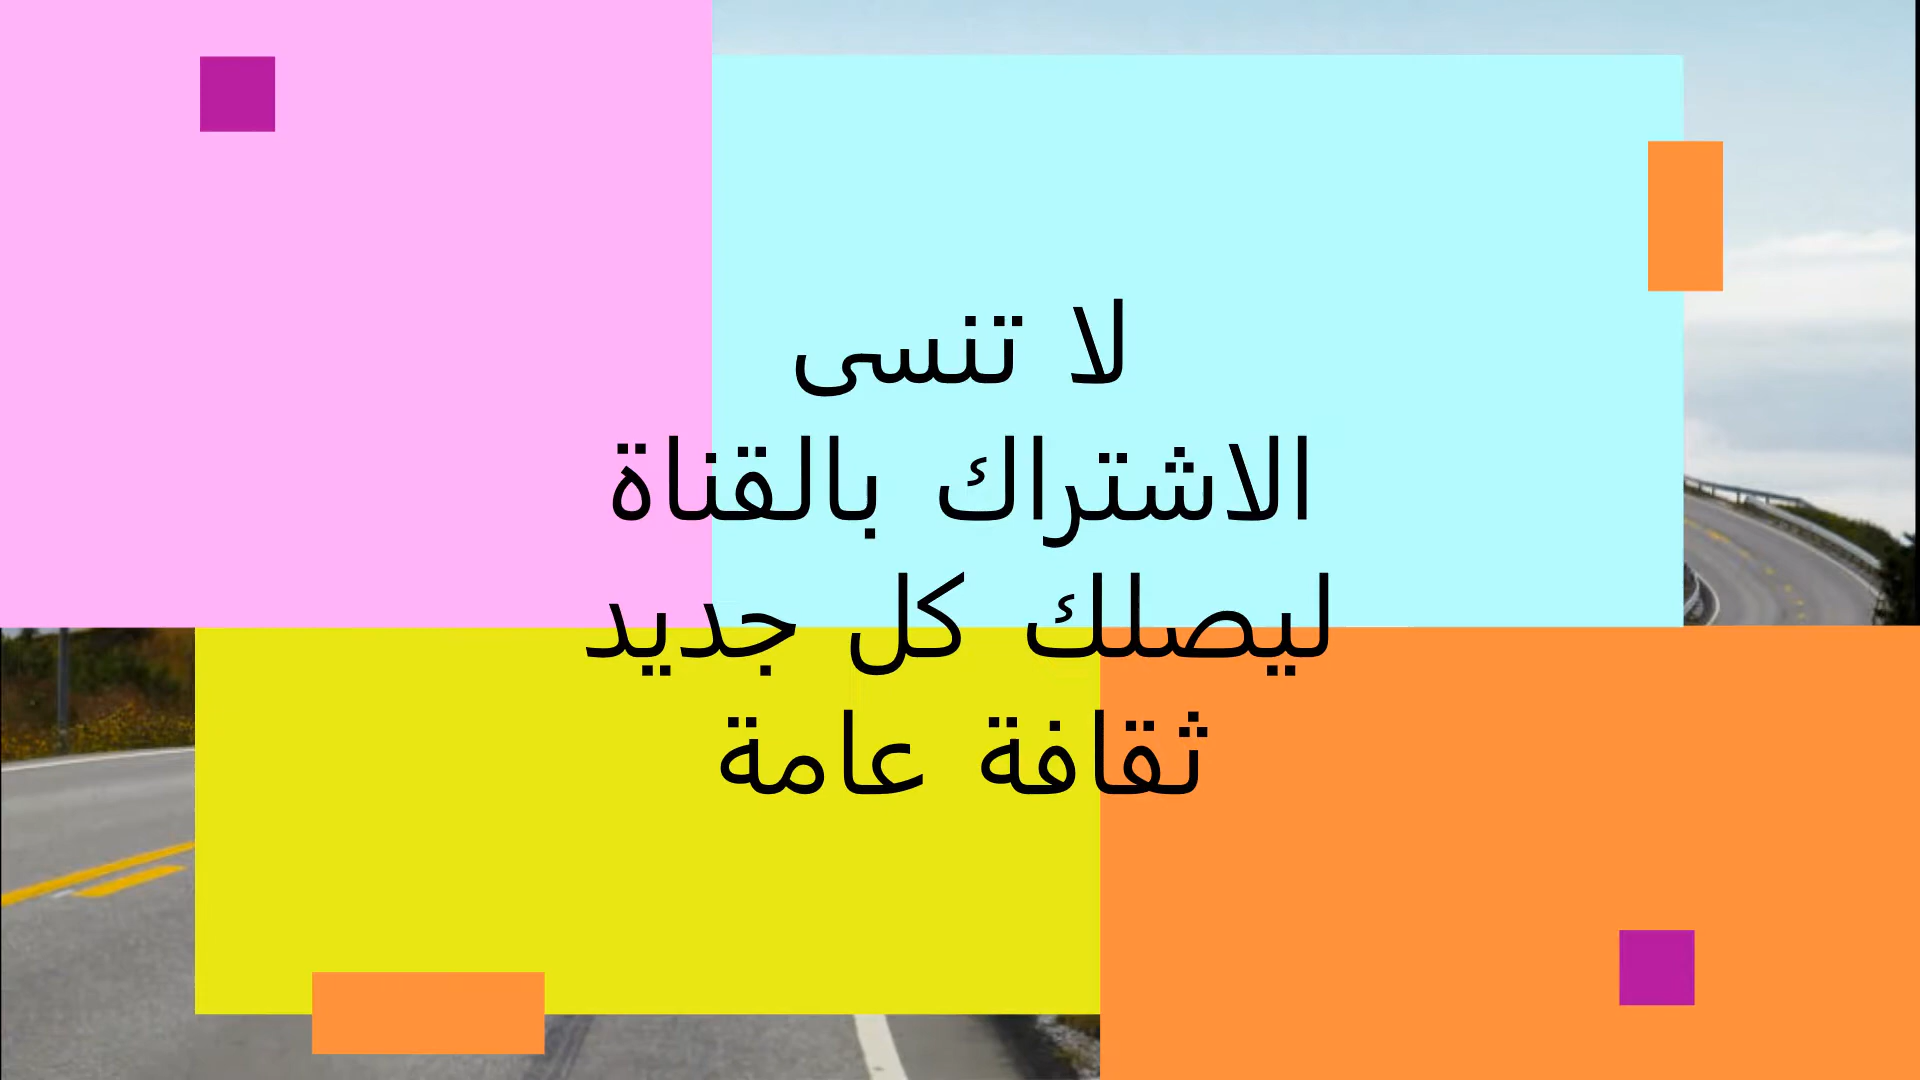 لا تنسى
الاشتراك بالقناة
ليصلك كل جديد
ثقافة عامة